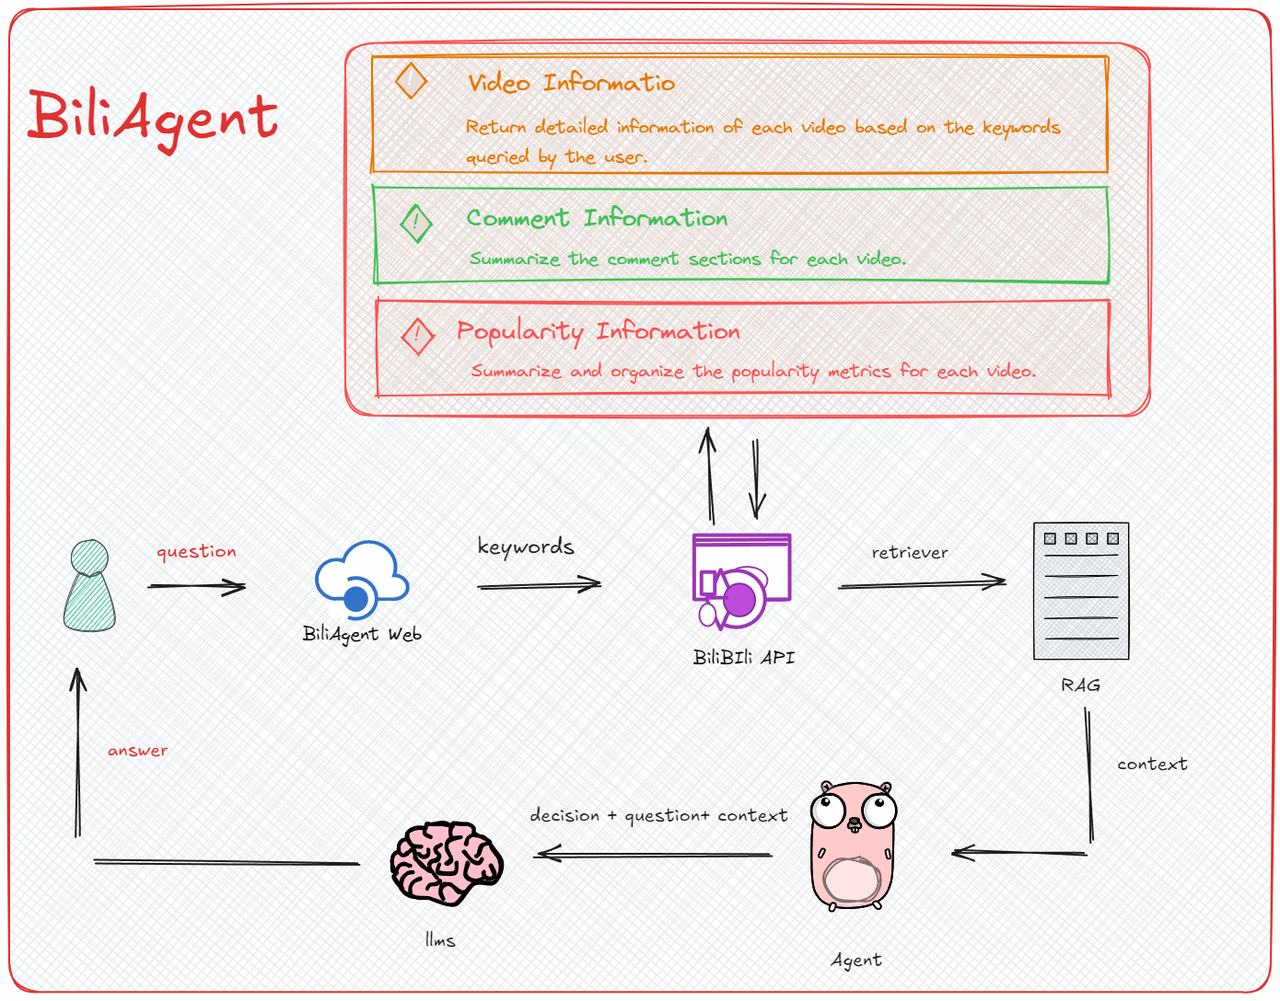 BiliAgent
Video Informatio
Return detailed information of each video based on the keywords
queried by the user.
!
Comment Information
Summarize the comment sections for each video.
!
Popularity Information
Summarize and organize the popularity metrics for each video.
question
keywords
retriever
BiliAgent Web
BiliBIli API
RAG
answer
context
decision + question+ context
llms
Agent